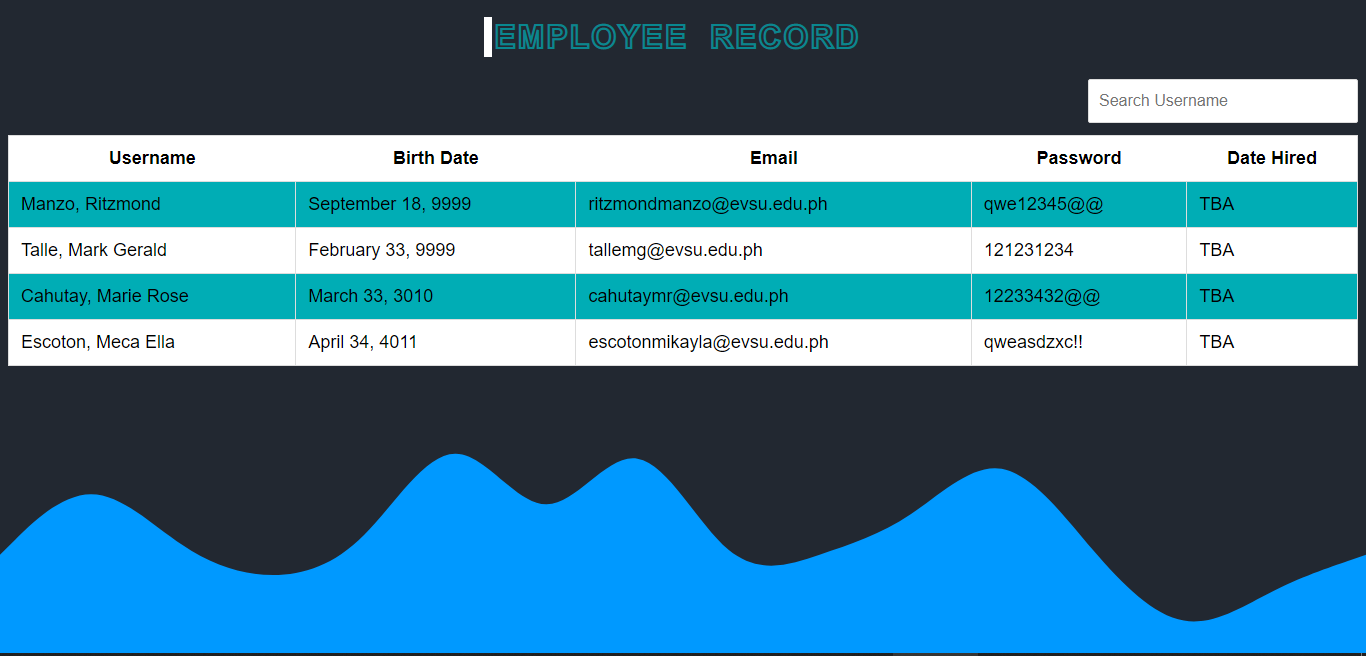 EMPLOYEE RECORD
Search Username
Username Birth Date Email Password Date Hired
Manzo, Ritzmond September 18, 9999 ritzmondmanzo@evsu.edu.ph qwe12345@@ TBA
Talle, Mark Gerald February 33, 9999 tallemg@evsu.edu.ph 121231234 TBA
Cahutay, Marie Rose March 33, 3010 cahutaymr@evsu.edu.ph 12233432@@ TBA
Escoton, Meca Ella April 34, 4011 escotonmikayla@evsu.edu.ph qweasdzxc!! TBA